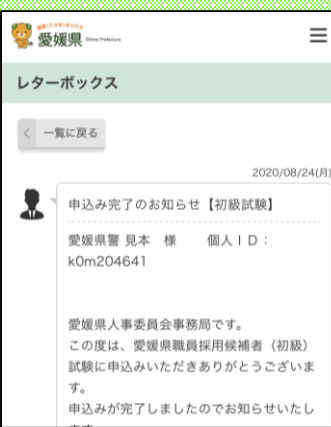 愛媛県 Ehime Prefecture
レターボックス
一覧に戻る
2020/08/24(月)
申込み完了のお知らせ【初級試験】
愛媛県警 見本　様　　個人ＩＤ：
k0m204641
愛媛県人事委員会事務局です。
この度は、愛媛県職員採用候補者（初級）
試験に申込みいただきありがとうございま
す。
申込みが完了しましたのでお知らせいたし
ます。